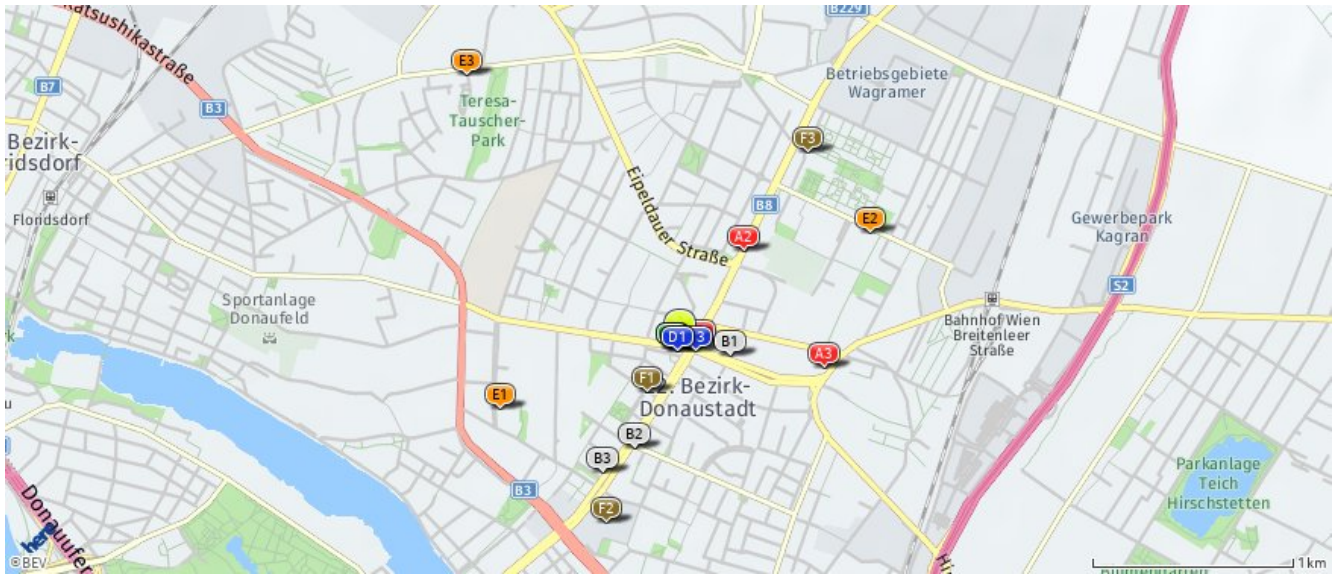 Katsushikastraße
B229
B7
B3
E3
Betriebsgebiete
Wagramer
Teresa-
Tauscher-
Park
F3
Bezirk-
ridsdorf
Eipeldauer Straße
B8
E2
Floridsdorf
Gewerbepark
Kagran
A2
S2
Sportanlage
Donaufeld
Bahnhof Wien
Breitenleer
Straße
D1
3
B1
A3
F1
2. Bezirk-
Donaustadt
E1
B2
B3
Parkanlage
Teich
Hirschstetten
B3
F2
Donauufer
here
©BEV
1km